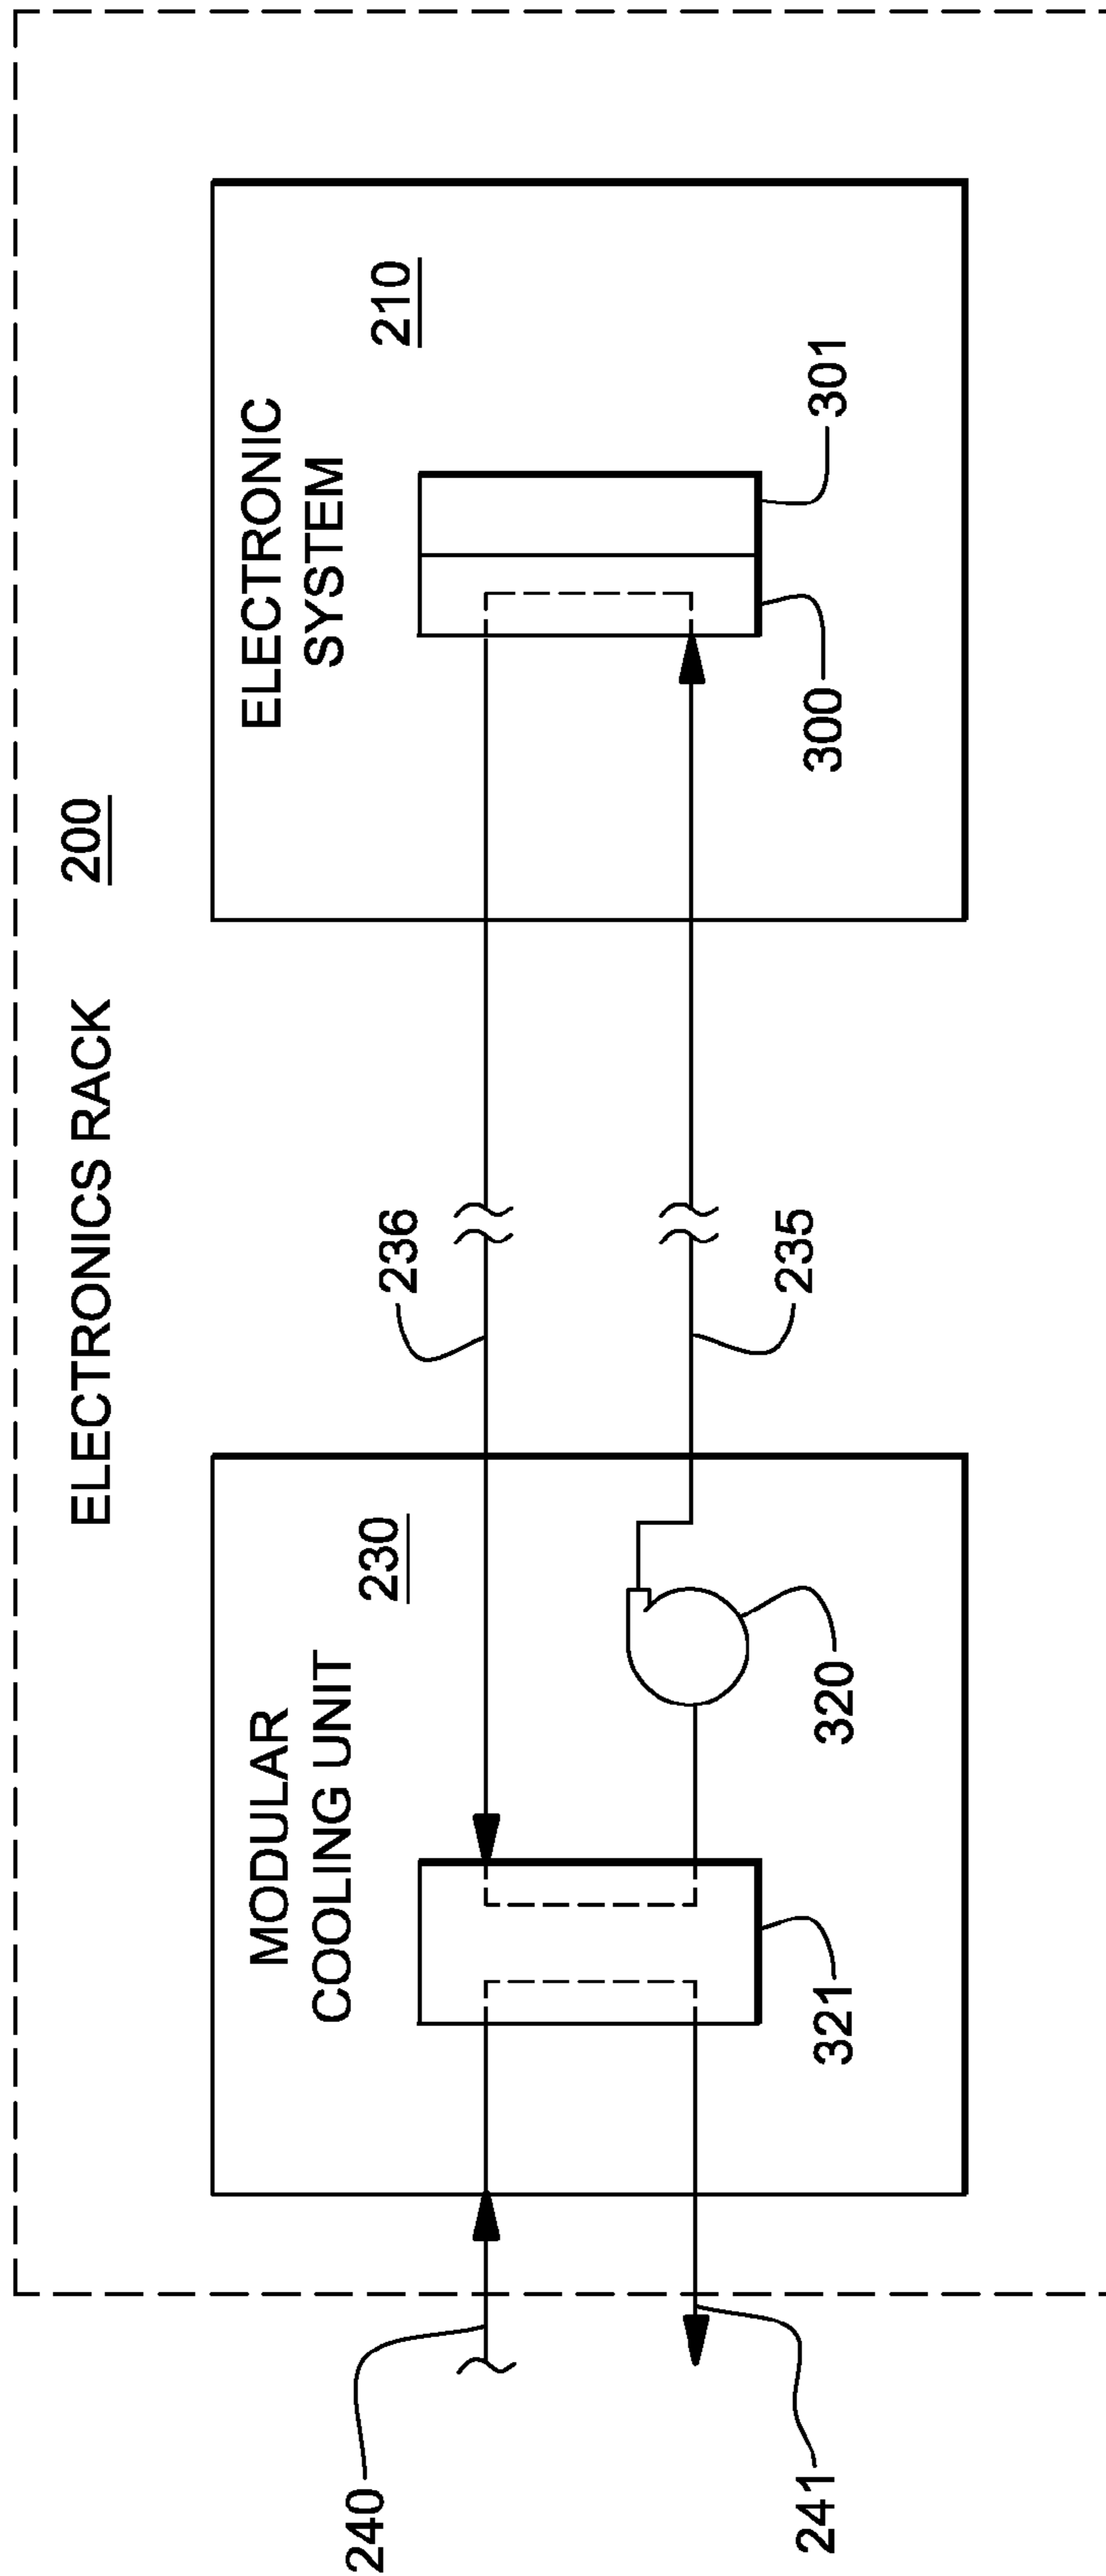 ELECTRONICS RACK 200
MODULAR
COOLING UNIT
230
ELECTRONIC
SYSTEM
210
240
236
241
321
320
235
300
301